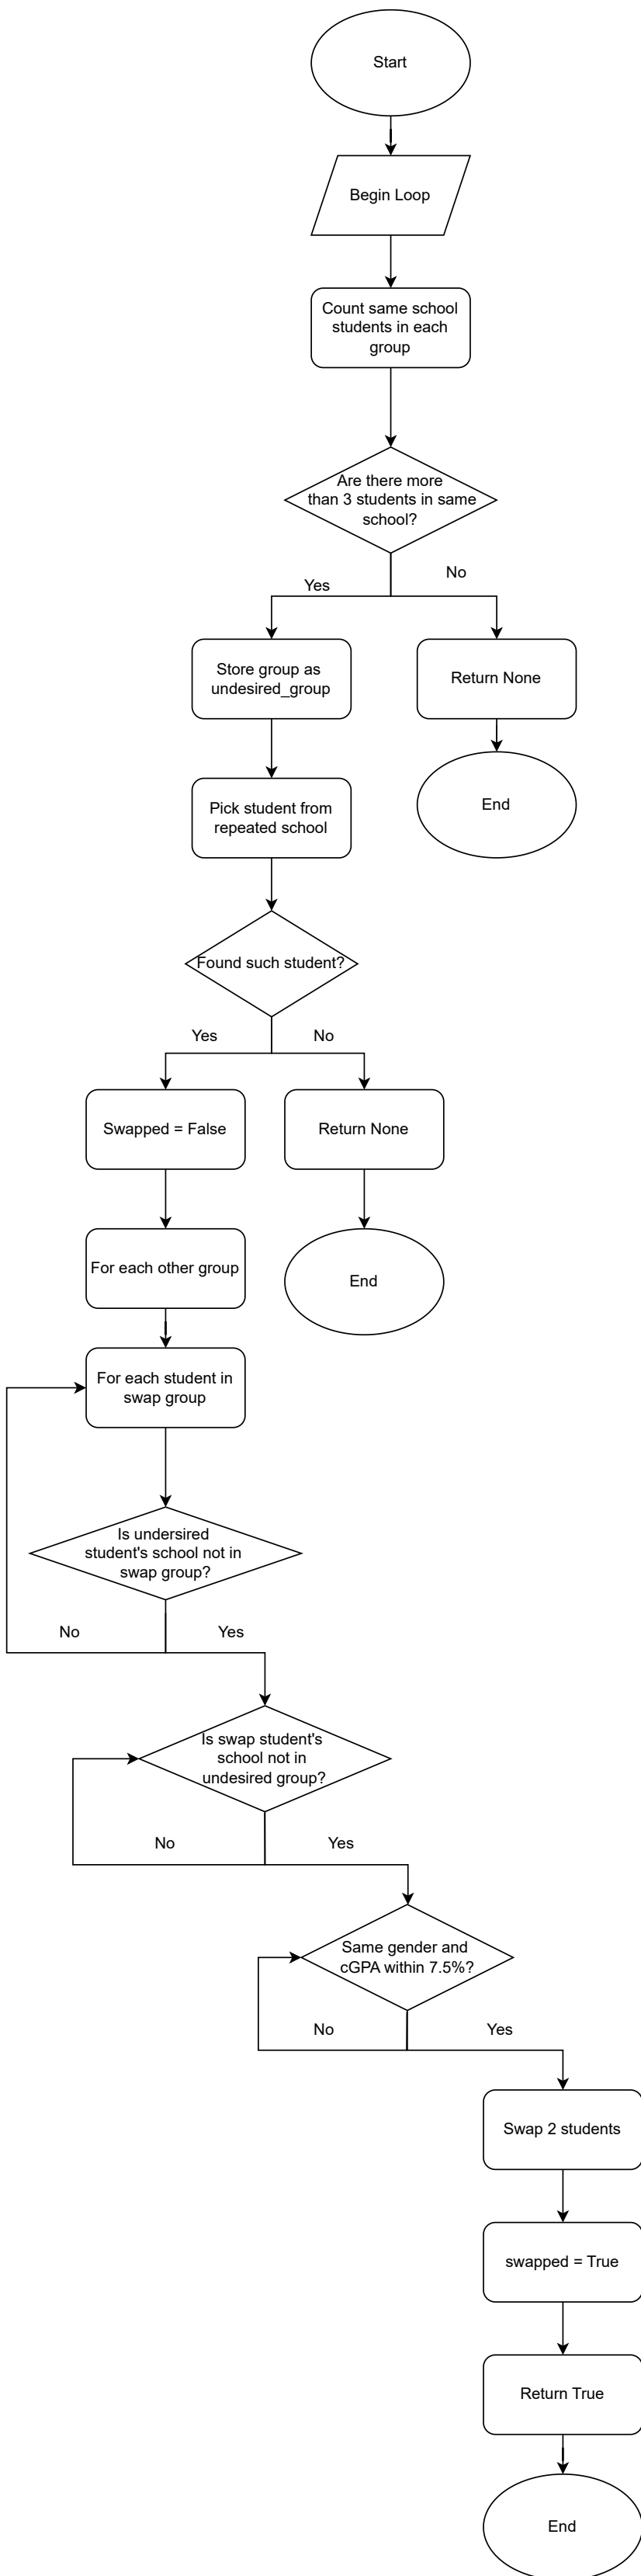 Start
Begin Loop
Count same school
students in each
group
Are there more
than 3 students in same
school?
Yes
No
Store group as
undesired_group
Return None
Pick student from
repeated school
End
Found such student?
Yes
No
Swapped = False
Return None
For each other group
End
For each student in
swap group
Is undersired
student's school not in
swap group?
No
Yes
Is swap student's
school not in
undesired group?
No
Yes
Same gender and
cGPA within 7.5%?
No
Yes
Swap 2 students
swapped = True
Return True
End